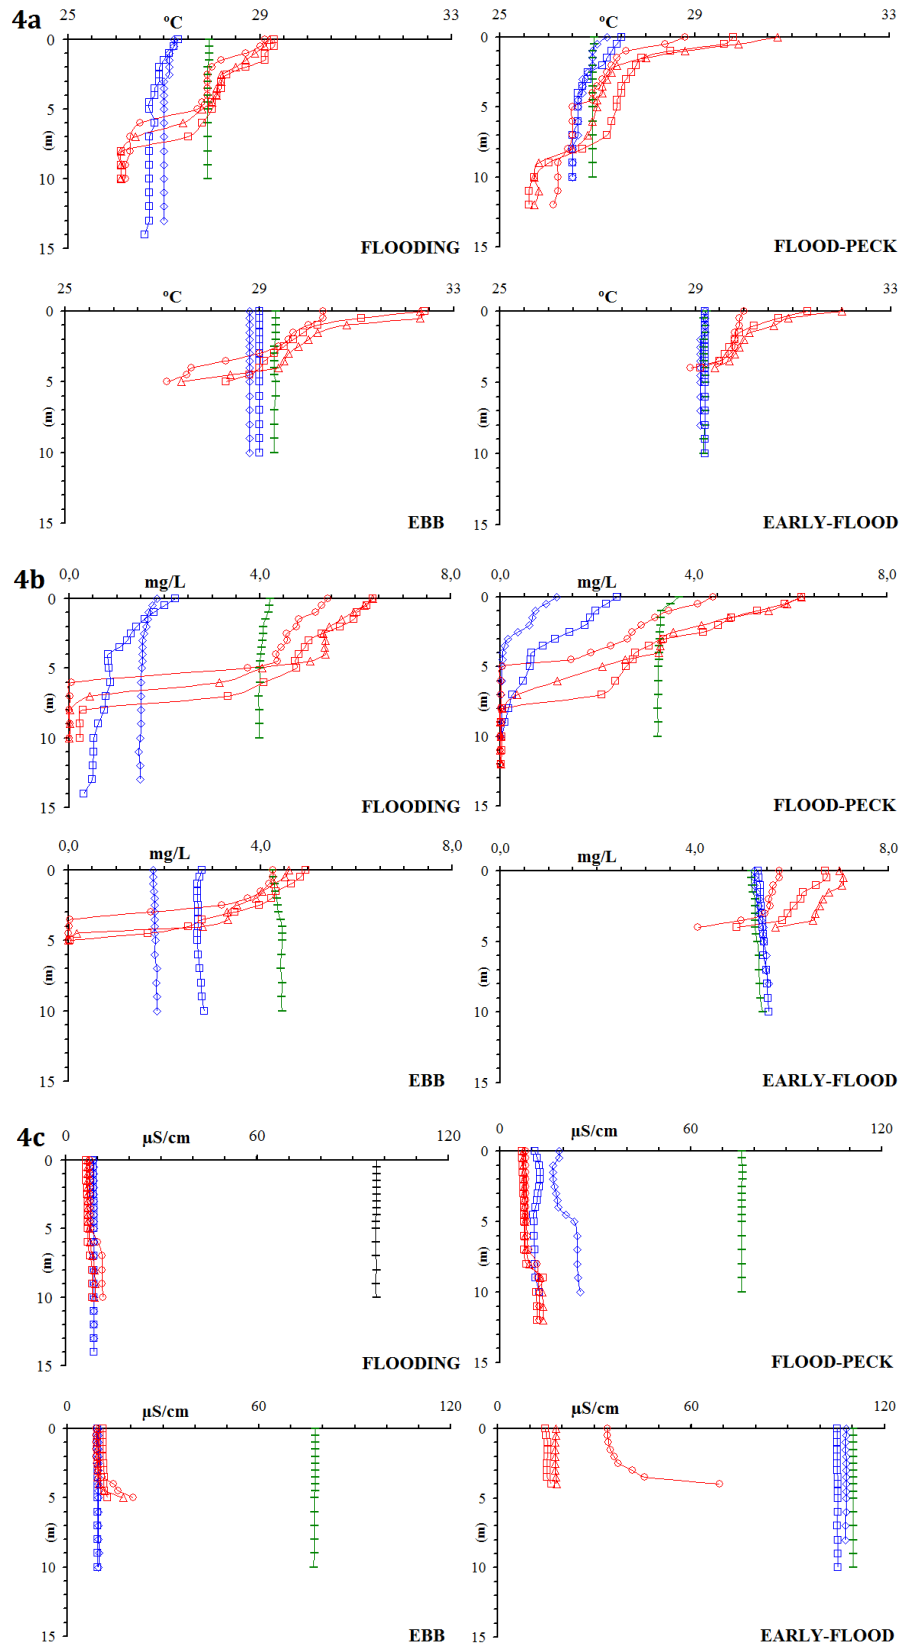 4a
25 29 33 25 29 33
ºC ºC
0 0
5 5
(m) (m)
10 10
15 15
FLOODING FLOOD-PECK
25 29 33 25 29 33
ºC ºC
0 0
5 5
(m) (m)
10 10
15 15
EBB EARLY-FLOOD
4b
0,0 4,0 8,0 0,0 4,0 8,0
mg/L mg/L
0 0
5 5
(m) (m)
10 10
15 15
FLOODING FLOOD-PECK
0,0 4,0 8,0 4,0 8,0
mg/L mg/L
0 0
5 5
(m) (m)
10 10
15 15
EBB EARLY-FLOOD
4c
0 60 120 0 60 120
µS/cm µS/cm
0 0
5 5
(m) (m)
10 10
15 15
FLOODING FLOOD-PECK
0 60 120 0 60 120
µS/cm µS/cm
0 0
5 5
(m) (m)
10 10
15 15
EBB EARLY-FLOOD